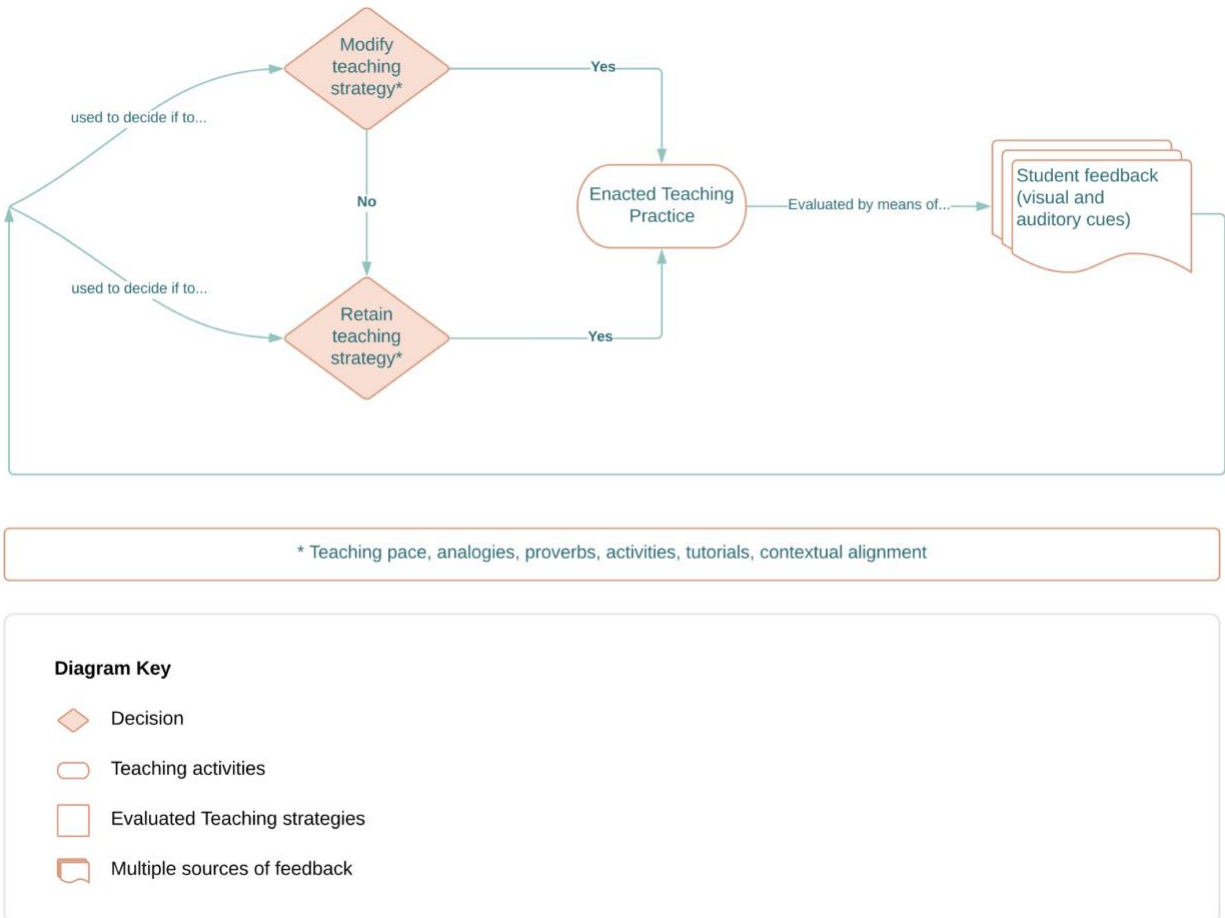 Modify
teaching
strategy*
Yes
used to decide if to...
No
Enacted Teaching
Practice
Evaluated by means of...
Student feedback
(visual and
auditory cues)
used to decide if to...
Retain
teaching
strategy*
Yes
* Teaching pace, analogies, proverbs, activities, tutorials, contextual alignment
Diagram Key
Decision
Teaching activities
Evaluated Teaching strategies
Multiple sources of feedback